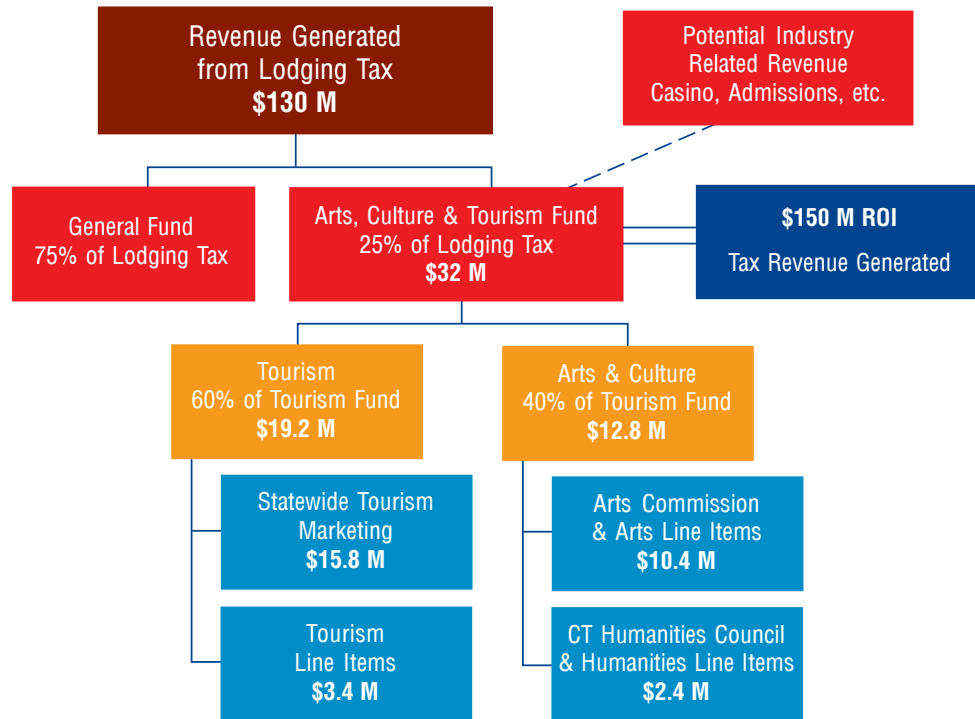 Revenue Generated
from Lodging Tax
$130 M
Potential Industry
Related Revenue
Casino, Admissions, etc.
General Fund
75% of Lodging Tax
Arts, Culture & Tourism Fund
25% of Lodging Tax
$32 M
$150 M ROI
Tax Revenue Generated
Tourism
60% of Tourism Fund
$19.2 M
Arts & Culture
40% of Tourism Fund
$12.8 M
Statewide Tourism
Marketing
$15.8 M
Arts Commission
& Arts Line Items
$10.4 M
Tourism
Line Items
$3.4 M
CT Humanities Council
& Humanities Line Items
$2.4 M